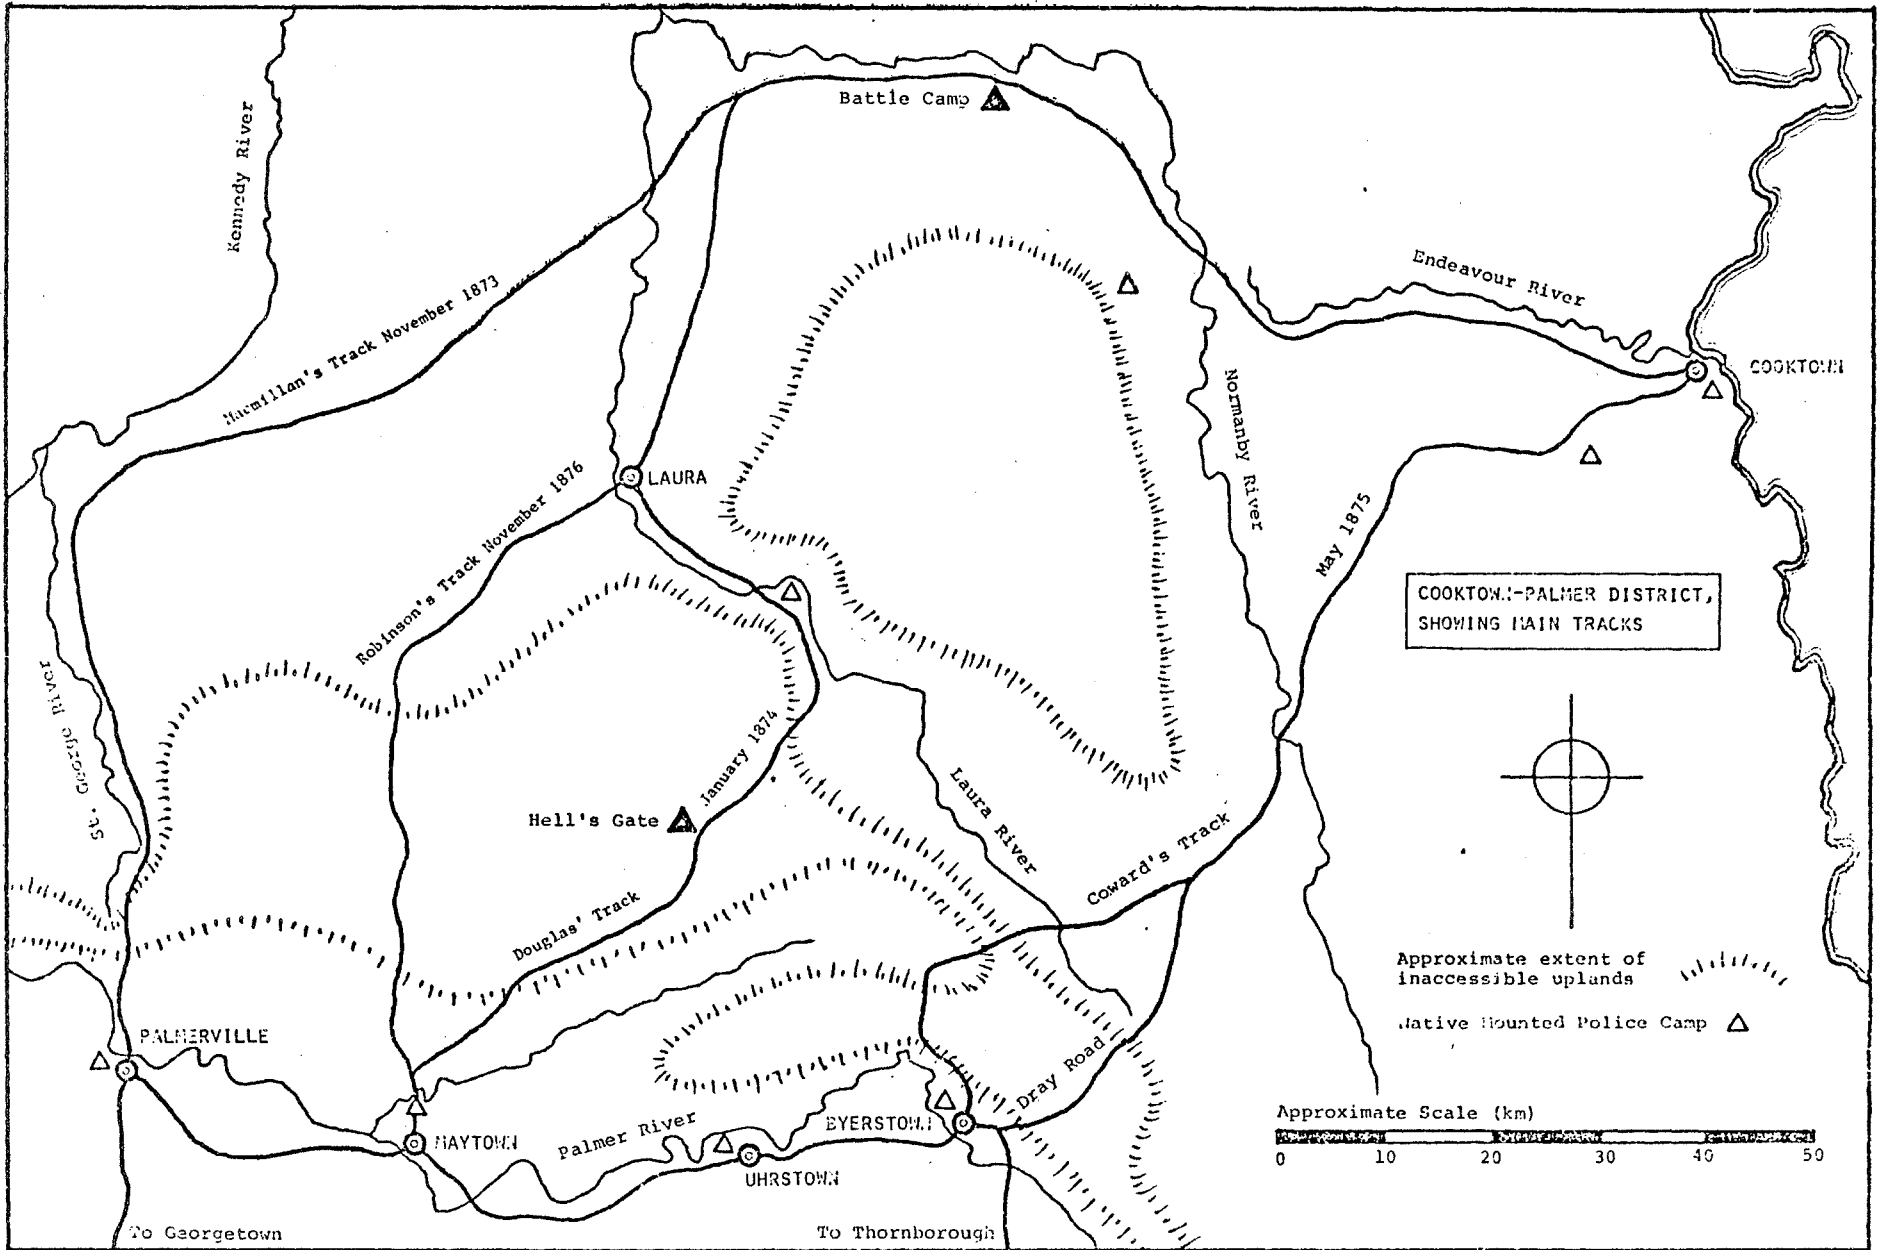 Battle Camp
Kennedy River
Endeavour River
Macmillan's Track November 1873
COOKTOWN
Normanby River
LAURA
Robinson's Track November 1876
May 1875
COOKTOWN-PALMER DISTRICT,
SHOWING MAIN TRACKS
St. George River
January 1874
Hell's Gate
Laura River
Coward's Track
Douglas' Track
Approximate extent of
inaccessible uplands
Native Mounted Police Camp
PALMERVILLE
Dray Road
Approximate Scale (km)
0 10 20 30 40 50
Palmer River
BYERSTOWN
MAYTOWN
UHRSTOWN
To Georgetown
To Thornborough